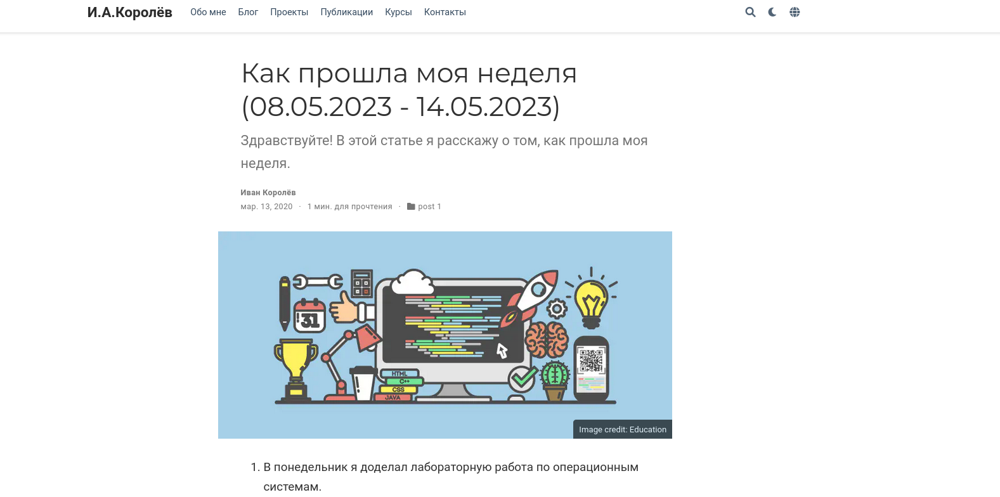 И.А.Королёв Обо мне Блог Проекты Публикации Курсы Контакты
Как прошла моя неделя
(08.05.2023 - 14.05.2023)
Здравствуйте! В этой статье я расскажу о том, как прошла моя
неделя.
Иван Королёв
мар. 13, 2020 · 1 мин. для прочтения · post 1
31
HTML
C++
CSS
JAVA
Image credit: Education
1. В понедельник я доделал лабораторную работа по операционным
системам.